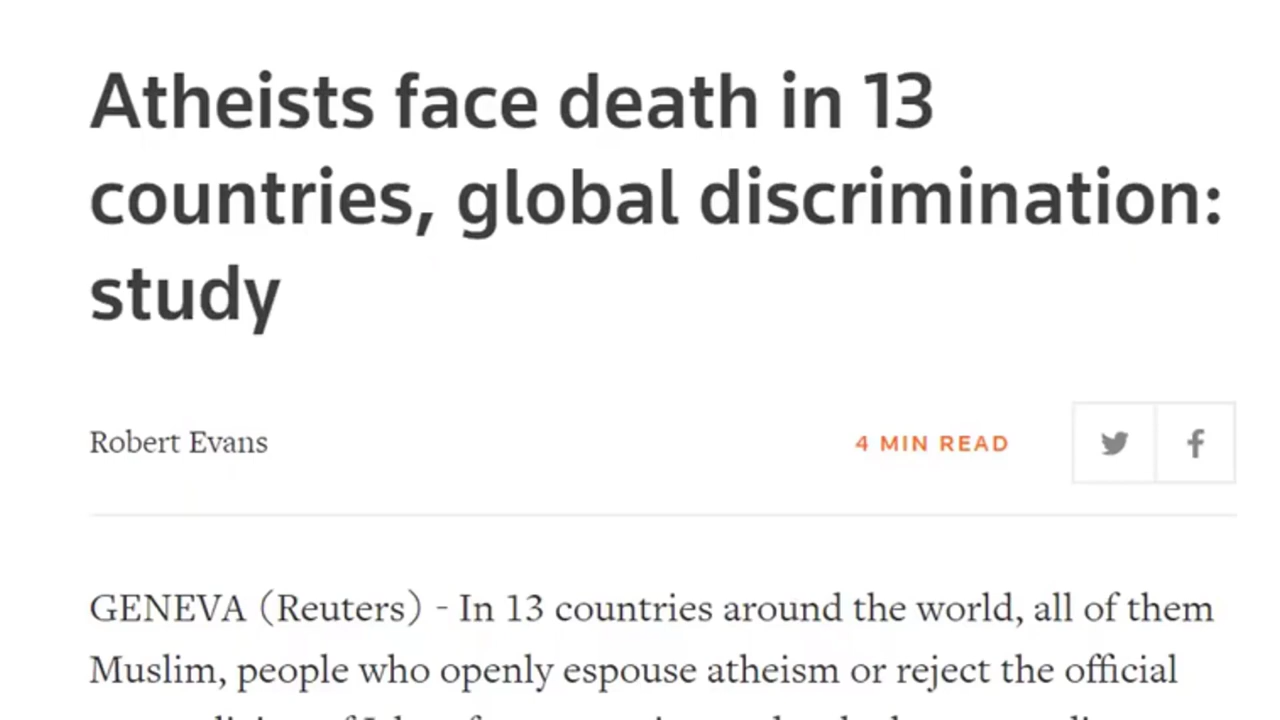 Atheists face death in 13
countries, global discrimination:
study
Robert Evans
4 MIN READ
GENEVA (Reuters) - In 13 countries around the world, all of them
Muslim, people who openly espouse atheism or reject the official